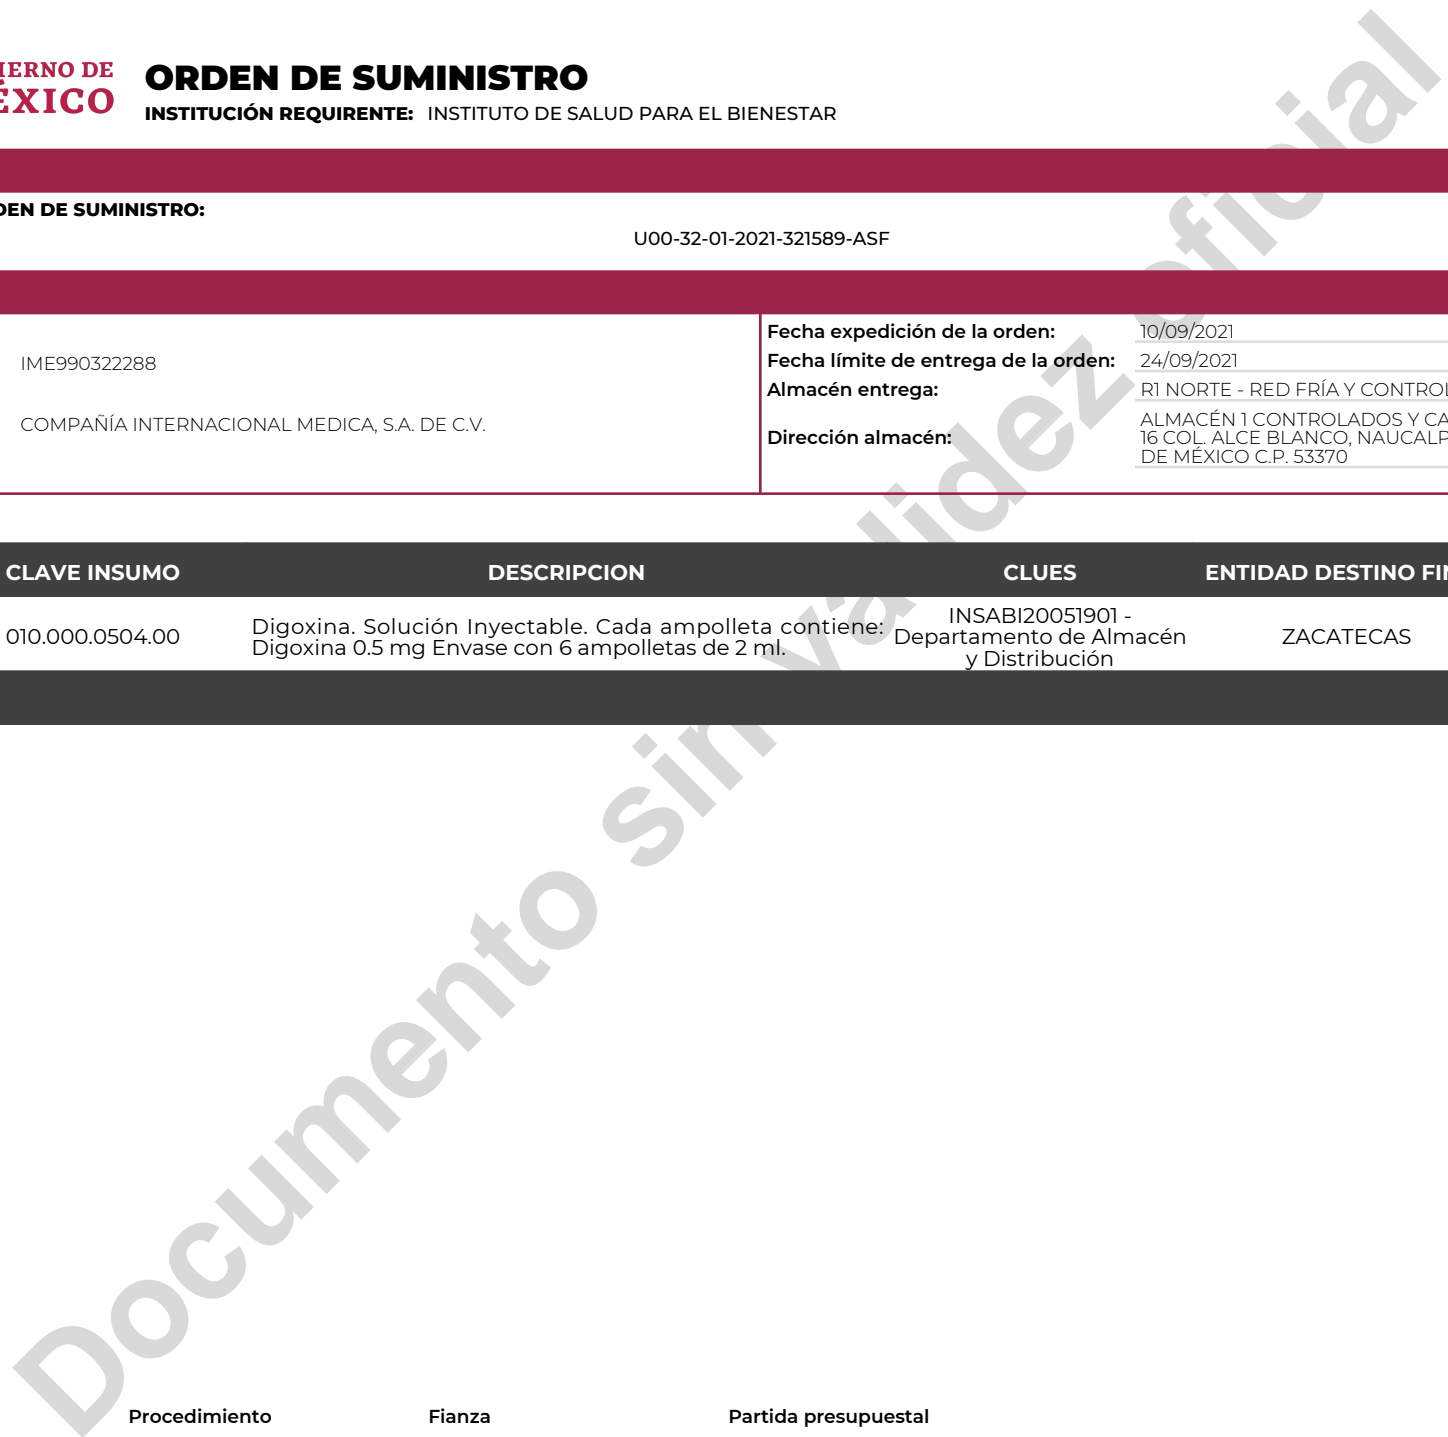 IERNO DE
ÉXICO
ORDEN DE SUMINISTRO
INSTITUCIÓN REQUIRENTE: INSTITUTO DE SALUD PARA EL BIENESTAR
DEN DE SUMINISTRO:
U00-32-01-2021-321589-ASF
IME990322288
COMPAÑÍA INTERNACIONAL MEDICA, S.A. DE C.V.
Fecha expedición de la orden: 10/09/2021
Fecha límite de entrega de la orden: 24/09/2021
Almacén entrega: R1 NORTE - RED FRÍA Y CONTROL
Dirección almacén: ALMACÉN 1 CONTROLADOS Y CA
16 COL. ALCE BLANCO, NAUCALP
DE MÉXICO C.P. 53370
CLAVE INSUMO DESCRIPCION CLUES ENTIDAD DESTINO FIN
010.000.0504.00
Digoxina. Solución Inyectable. Cada ampolleta contiene:
Digoxina 0.5 mg Envase con 6 ampolletas de 2 ml.
INSABI20051901 -
Departamento de Almacén
y Distribución
ZACATECAS
Documento sin validez oficial
Procedimiento Fianza Partida presupuestal